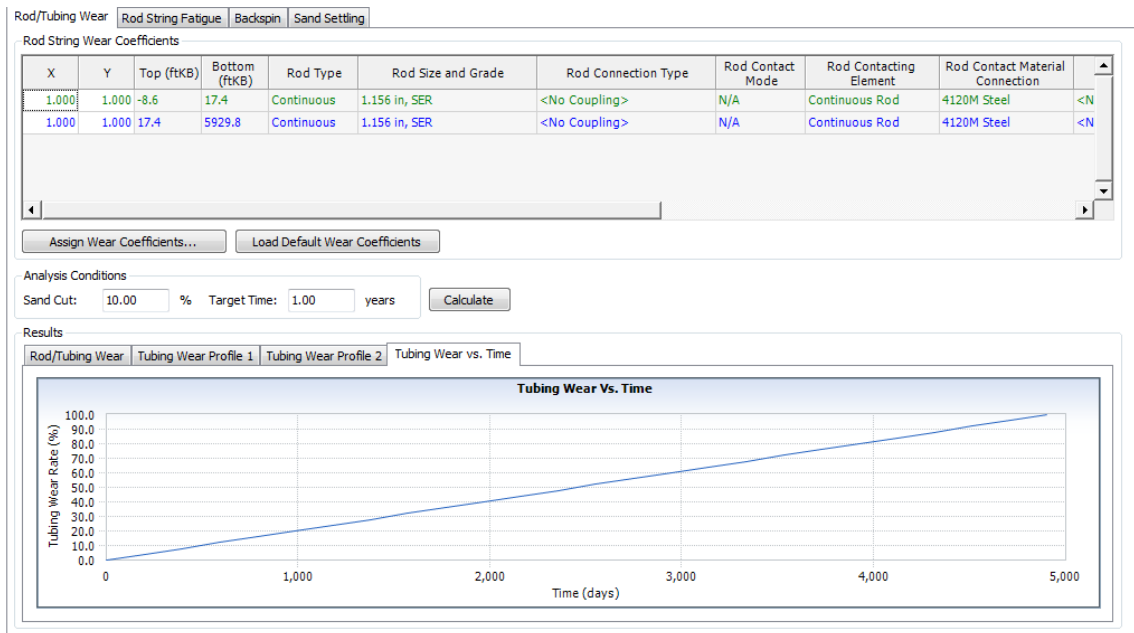 Rod/Tubing Wear Rod String Fatigue Backspin Sand Settling
Rod String Wear Coefficients
X Y Top (ftKB) Bottom (ftKB) Rod Type Rod Size and Grade Rod Connection Type Rod Contact Mode Rod Contacting Element Rod Contact Material Connection
1.000 1.000 -8.6 17.4 Continuous 1.156 in, SER <No Coupling> N/A Continuous Rod 4120M Steel <N
1.000 1.000 17.4 5929.8 Continuous 1.156 in, SER <No Coupling> N/A Continuous Rod 4120M Steel <N
Assign Wear Coefficients... Load Default Wear Coefficients
Analysis Conditions
Sand Cut: 10.00 % Target Time: 1.00 years Calculate
Results
Rod/Tubing Wear Tubing Wear Profile 1 Tubing Wear Profile 2 Tubing Wear vs. Time
Tubing Wear Vs. Time
Tubing Wear Rate (%)
100.0
90.0
80.0
70.0
60.0
50.0
40.0
30.0
20.0
10.0
0.0
0 1,000 2,000 3,000 4,000 5,000
Time (days)